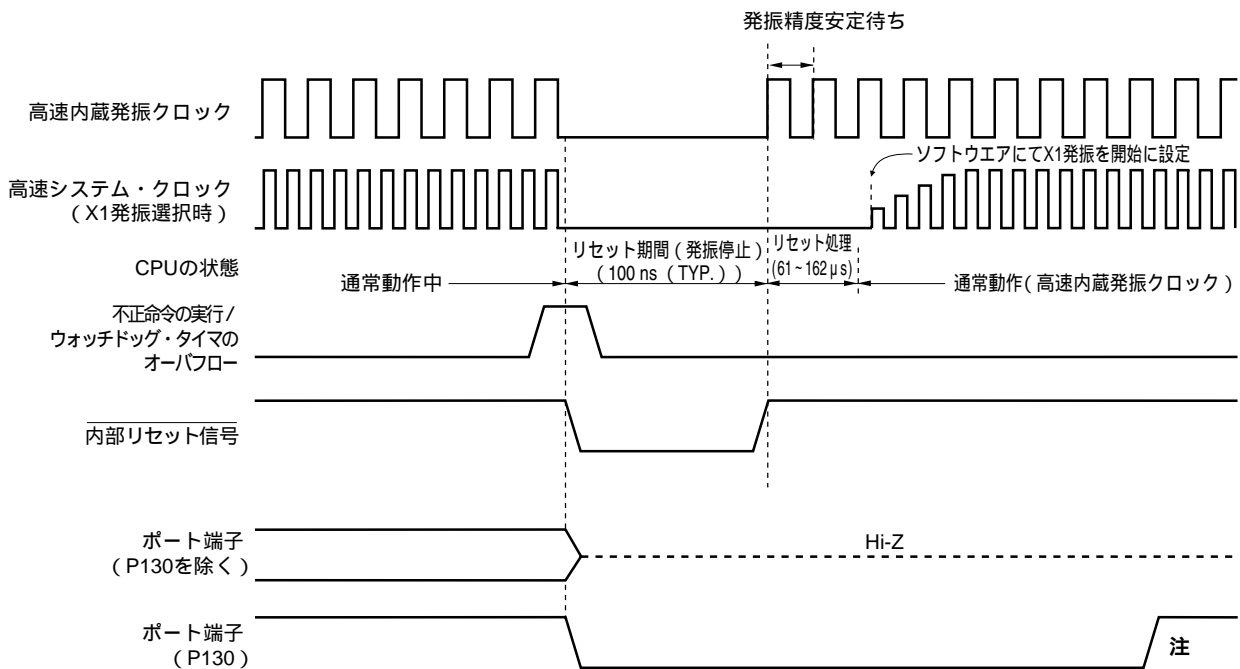 発振精度安定待ち
高速内蔵発振クロック
ソフトウエアにてX1発振を開始に設定
高速システム・クロック
(X1発振選択時)
リセット期間(発振停止)
(100 ns(TYP.))
リセット処理
(61~162μs)
CPUの状態
通常動作中
通常動作(高速内蔵発振クロック)
不正命令の実行/
ウォッチドッグ・タイマの
オーバフロー
内部リセット信号
ポート端子
(P130を除く)
Hi-Z
ポート端子
(P130)
注